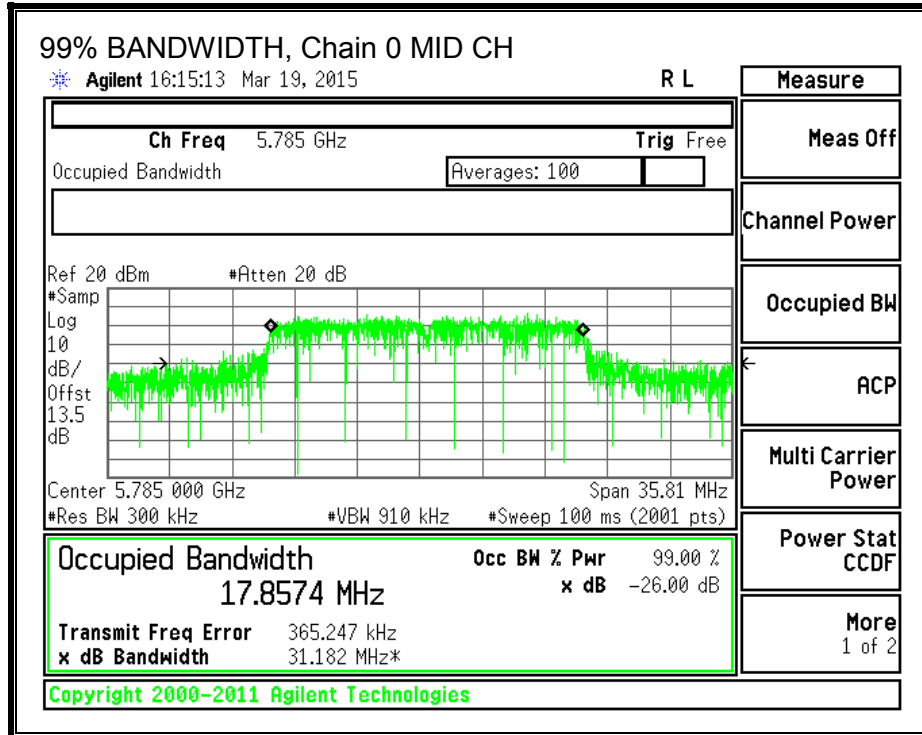 99% BANDWIDTH, Chain 0 MID CH
Agilent 16:15:13 Mar 19, 2015 R L
Measure
Ch Freq 5.785 GHz Trig Free
Meas Off
Occupied Bandwidth Averages: 100
Channel Power
Ref 20 dBm #Atten 20 dB
#Samp
Log
10
dB/
Offst
13.5
dB
Occupied BW
ACP
Multi Carrier
Power
Center 5.785 000 GHz Span 35.81 MHz
#Res BW 300 kHz #VBW 910 kHz #Sweep 100 ms (2001 pts)
Power Stat
CCDF
Occupied Bandwidth Occ BW % Pwr 99.00 %
17.8574 MHz x dB -26.00 dB
Transmit Freq Error 365.247 kHz
x dB Bandwidth 31.182 MHz*
More
1 of 2
Copyright 2000-2011 Agilent Technologies